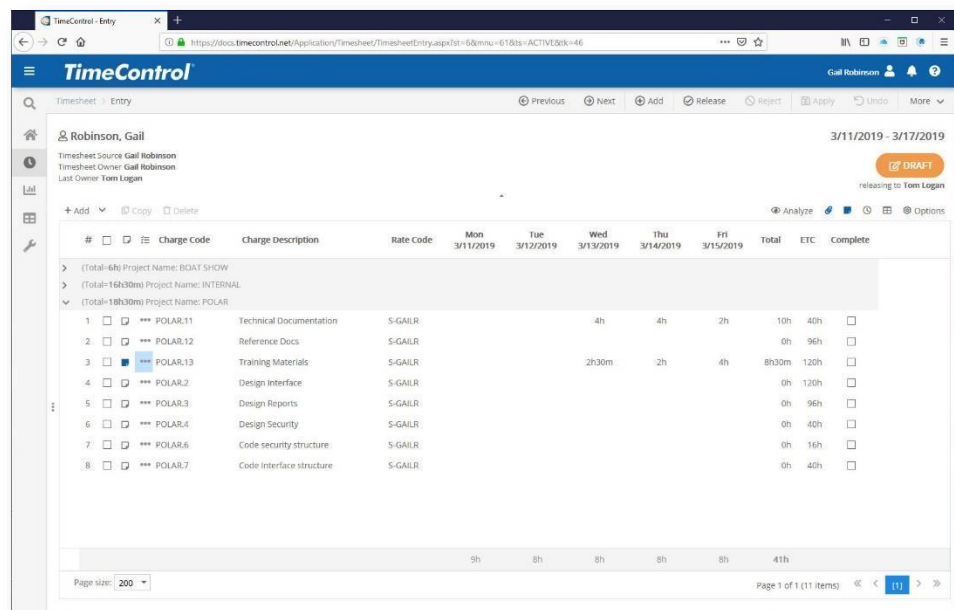 TimeControl - Entry
https://docs.timecontrol.net/Application/Timesheet/TimesheetEntry.aspx?st=6&mnu=61&ts=ACTIVE&tk=46
TimeControl
Gail Robinson
Timesheet > Entry
Previous Next Add Release Reject Apply Undo More
Robinson, Gail
3/11/2019 - 3/17/2019
Timesheet Source Gail Robinson
Timesheet Owner Gail Robinson
Last Owner Tom Logan
DRAFT
releasing to Tom Logan
+ Add Copy Delete
Analyze Options
# Charge Code Charge Description Rate Code Mon 3/11/2019 Tue 3/12/2019 Wed 3/13/2019 Thu 3/14/2019 Fri 3/15/2019 Total ETC Complete
(Total=6h) Project Name: BOAT SHOW
(Total=16h30m) Project Name: INTERNAL
(Total=18h30m) Project Name: POLAR
1 *** POLAR.11 Technical Documentation S-GAILR 4h 4h 2h 10h 40h
2 *** POLAR.12 Reference Docs S-GAILR 0h 96h
3 *** POLAR.13 Training Materials S-GAILR 2h30m 2h 4h 8h30m 120h
4 *** POLAR.2 Design Interface S-GAILR 0h 120h
5 *** POLAR.3 Design Reports S-GAILR 0h 96h
6 *** POLAR.4 Design Security S-GAILR 0h 40h
7 *** POLAR.6 Code security structure S-GAILR 0h 16h
8 *** POLAR.7 Code Interface structure S-GAILR 0h 40h
9h 8h 8h 8h 8h 41h
Page size: 200
Page 1 of 1 (11 items) [1]